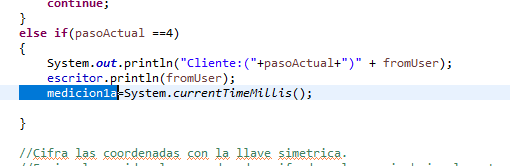 continue;
}
else if(pasoActual ==4)
{
System.out.println("Cliente:("+pasoActual+")" + fromUser);
escritor.println(fromUser);
medicion1a=System.currentTimeMillis();
}
//Cifra las coordenadas con la llave simetrica.